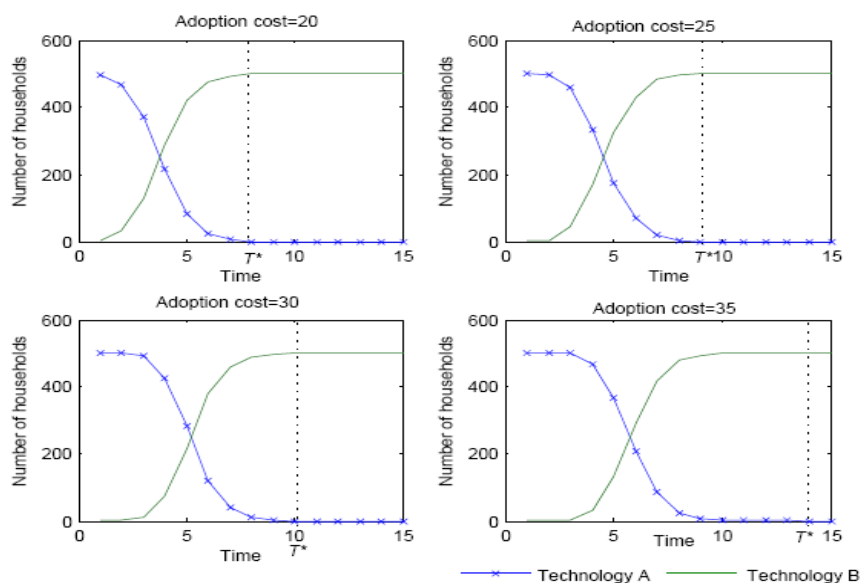 Adoption cost=20
Number of households
600
400
200
0
0 5 10 15
T*
Time
Adoption cost=25
Number of households
600
400
200
0
0 5 10 15
T*
Time
Adoption cost=30
Number of households
600
400
200
0
0 5 10 15
T*
Time
Adoption cost=35
Number of households
600
400
200
0
0 5 10 15
T*
Time
Technology A Technology B